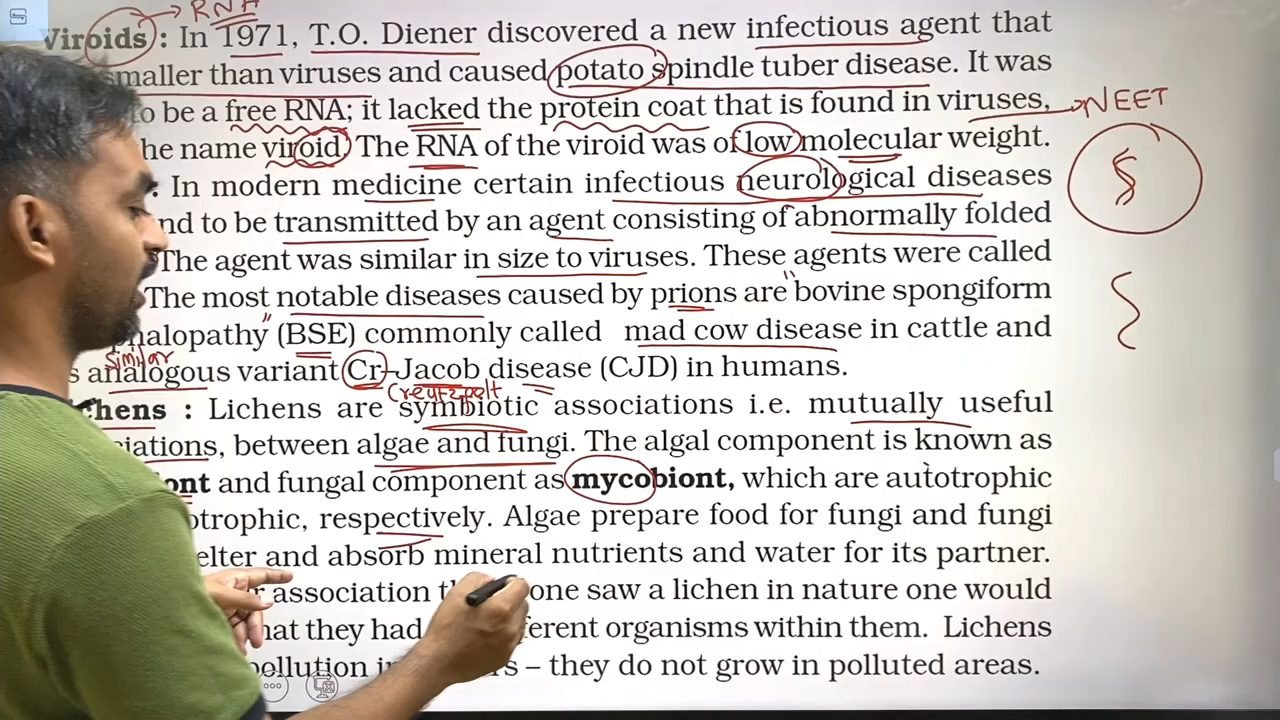 RNA
Viroids : In 1971, T.O. Diener discovered a new infectious agent that
smaller than viruses and caused potato spindle tuber disease. It was
to be a free RNA; it lacked the protein coat that is found in viruses, NEET
he name viroid. The RNA of the viroid was of low molecular weight.
: In modern medicine certain infectious neurological diseases
nd to be transmitted by an agent consisting of abnormally folded
The agent was similar in size to viruses. These agents were called
The most notable diseases caused by prions are bovine spongiform
phalopathy (BSE) commonly called mad cow disease in cattle and
similar
s analogous variant Cr–Jacob disease (CJD) in humans.
chens : Lichens are symbiotic associations i.e. mutually useful
iations, between algae and fungi. The algal component is known as
ont and fungal component as mycobiont, which are autotrophic
otrophic, respectively. Algae prepare food for fungi and fungi
elter and absorb mineral nutrients and water for its partner.
r association one saw a lichen in nature one would
hat they had ferent organisms within them. Lichens
pollution in s – they do not grow in polluted areas.